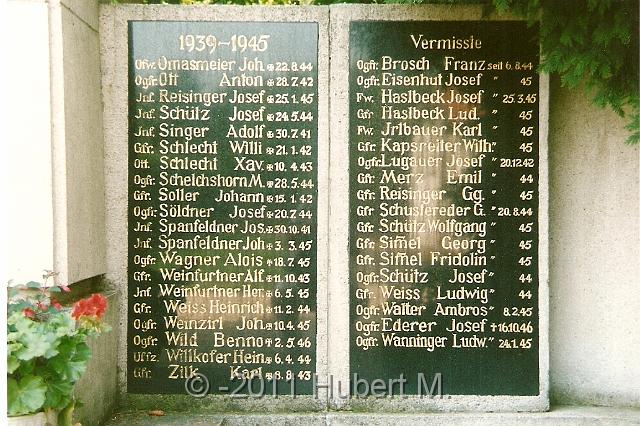 1939-1945
Ofw. Omasmeier Joh. ✠ 22.8.44
Ogfr. Ott Anton ✠ 28.7.42
Jnf. Reisinger Josef ✠ 25.1.45
Jnf. Schütz Josef ✠ 24.5.44
Jnf. Singer Adolf ✠ 30.7.41
Gfr. Schlecht Willi ✠ 21.1.42
Ott. Schlecht Xav. ✠ 10.4.43
Ogfr. Schelchshorn M. ✠ 28.5.44
Gfr. Soller Johann ✠ 15.1.42
Ogfr. Söldner Josef ✠ 20.7.44
Jnf. Spanfeldner Jos. ✠ 30.10.41
Jnf. Spanfeldner Joh. ✠ 3.3.45
Ogfr. Wagner Alois ✠ 18.7.45
Gfr. Weinfurtner Alf. ✠ 11.10.43
Jnf. Weinfurtner Her. ✠ 6.5.45
Gfr. Weiss Heinrich ✠ 11.2.44
Ogfr. Weinzirl Joh. ✠ 10.4.45
Ogfr. Wild Benno ✠ 2.5.46
Uffz. Willkofer Hein. ✠ 6.4.44
Gfr. Zilk Karl ✠ 8.8.43
Vermisste
Ogfr. Brosch Franz seit 6.8.44
Ogfr. Eisenhut Josef " 45
Fw. Haslbeck Josef " 25.3.45
Gfr. Haslbeck Lud. " 45
Fw. Jrlbauer Karl " 45
Gfr. Kapsreiter Wilh. " 45
Ogfr. Lugauer Josef " 20.12.42
Gfr. Merz Emil " 44
Gfr. Reisinger Gg. " 45
Gfr. Schustereder G. " 20.8.44
Gfr. Schütz Wolfgang " 45
Gfr. Simel Georg " 45
Gfr. Simel Fridolin " 45
Ogfr. Schütz Josef " 44
Gfr. Weiss Ludwig " 44
Ogfr. Walter Ambros " 8.2.45
Ogfr. Ederer Josef ✝ 16.10.46
Ogfr. Wanninger Ludw. " 24.1.45
© -2011 Hubert M.